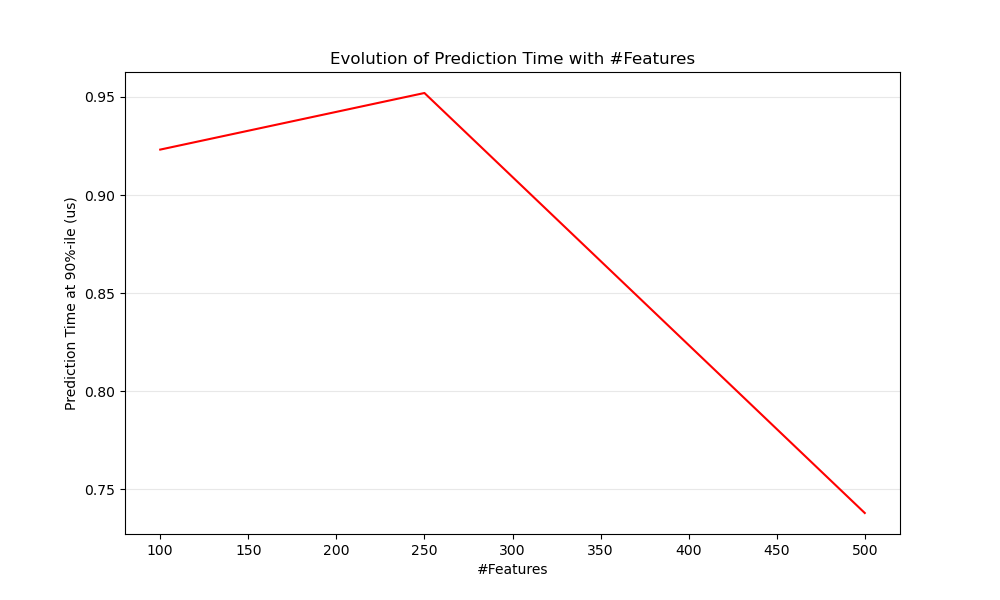 Evolution of Prediction Time with #Features
Prediction Time at 90%-ile (us)
0.95
0.90
0.85
0.80
0.75
100 150 200 250 300 350 400 450 500
#Features